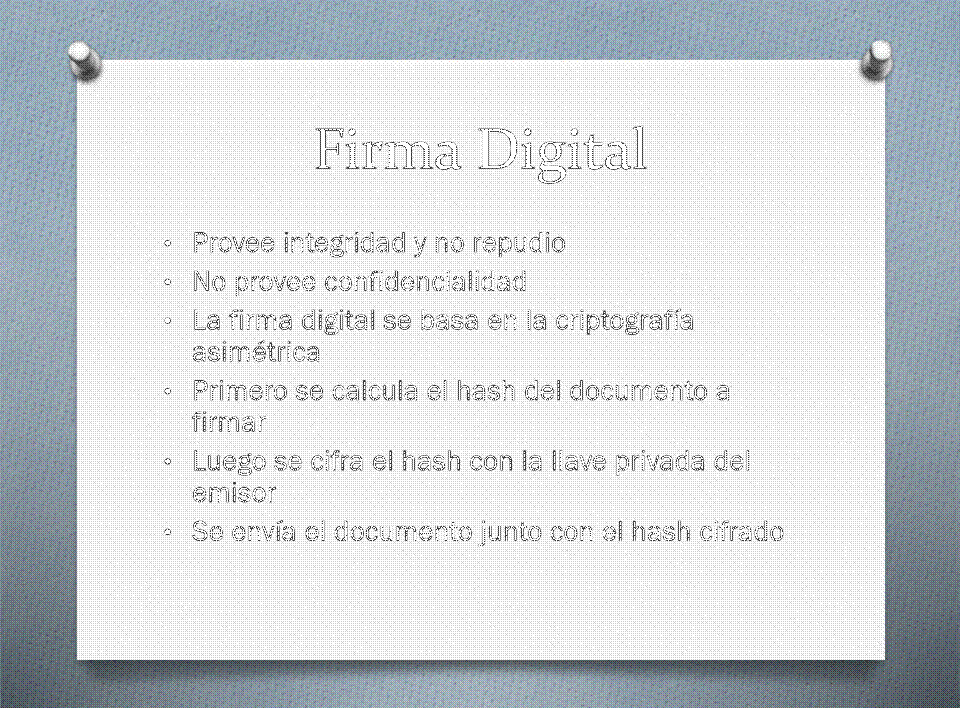 Firma Digital
• Provee integridad y no repudio
• No provee confidencialidad
• La firma digital se basa en la criptografía
asimétrica
• Primero se calcula el hash del documento a
firmar
• Luego se cifra el hash con la llave privada del
emisor
• Se envía el documento junto con el hash cifrado